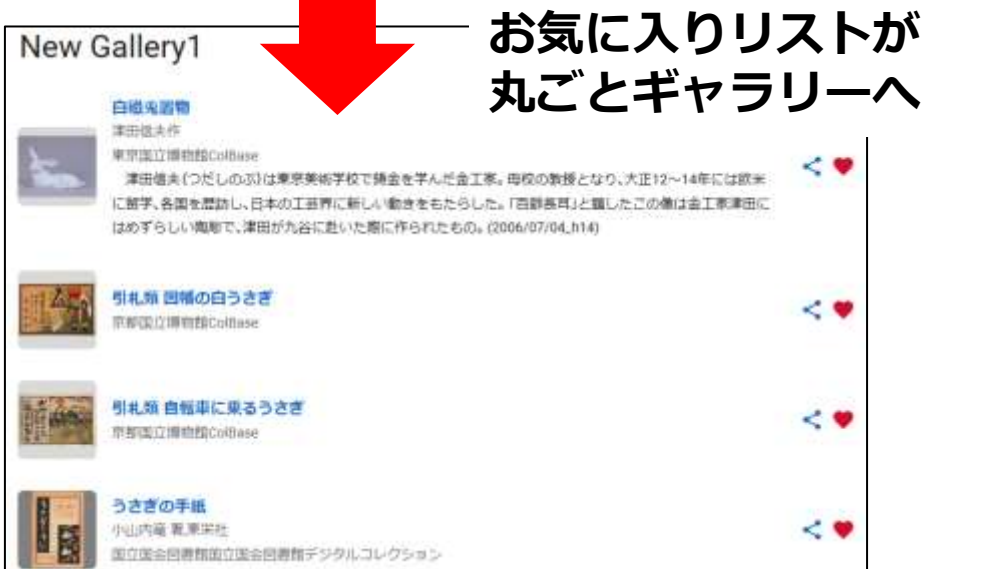 お気に入りリストが
丸ごとギャラリーへ
New Gallery1
白磁兎置物
津田信夫作
東京国立博物館ColBase
津田信夫(つだしのぶ)は東京美術学校で鋳金を学んだ金工家。母校の教授となり、大正12～14年には欧米
に留学、各国を歴訪し、日本の工芸界に新しい動きをもたらした。「百齢長耳」と題したこの像は金工家津田に
はめずらしい陶彫で、津田が九谷に赴いた際に作られたもの。(2006/07/04_h14)
引札類 因幡の白うさぎ
京都国立博物館ColBase
引札類 自転車に乗るうさぎ
京都国立博物館ColBase
うさぎの手紙
小山内竜 著,東栄社
国立国会図書館国立国会図書館デジタルコレクション